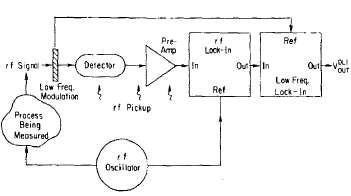 Pre-
Amp
rf
Lock-In
Ref
rf Signal
Detector
In
Out
In
Out
V OUT DLI
Low Freq.
Modulation
rf Pickup
Ref
Low Freq.
Lock-In
Process
Being
Measured
rf
Oscillator